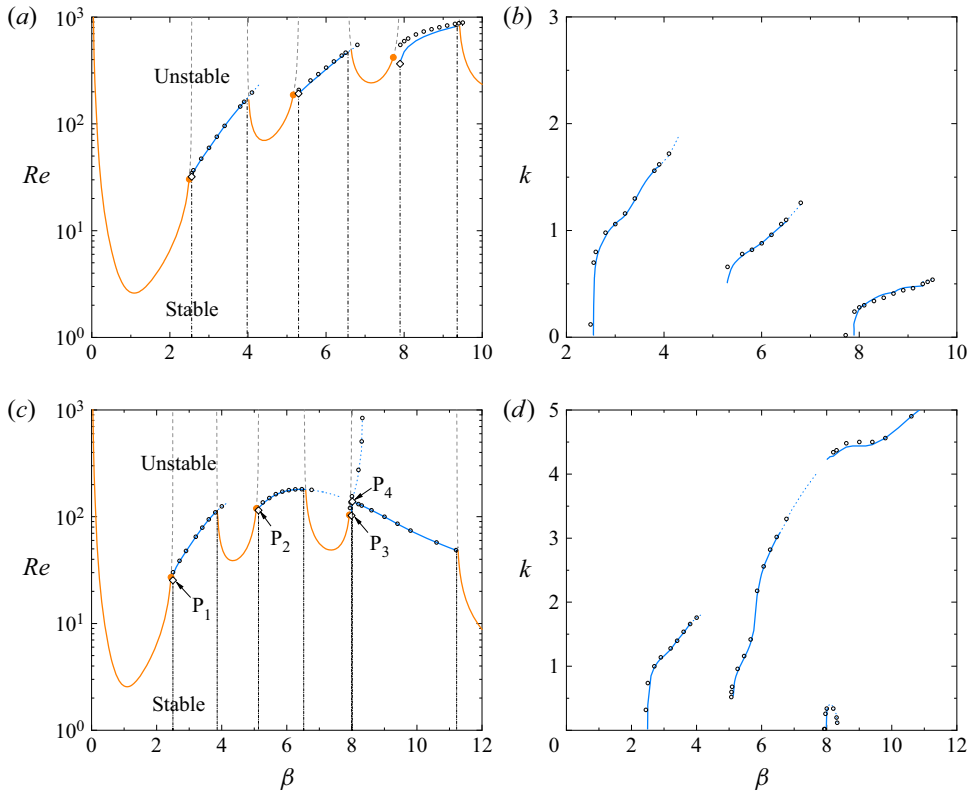 (a)
10³
10²
10¹
10⁰
Re
Unstable
Stable
0 2 4 6 8 10
(b)
3
2
1
0
k
2 4 6 8 10
(c)
10³
10²
10¹
10⁰
Re
Unstable
Stable
P₁
P₂
P₃
P₄
0 2 4 6 8 10 12
β
(d)
5
4
3
2
1
0
k
2 4 6 8 10 12
β